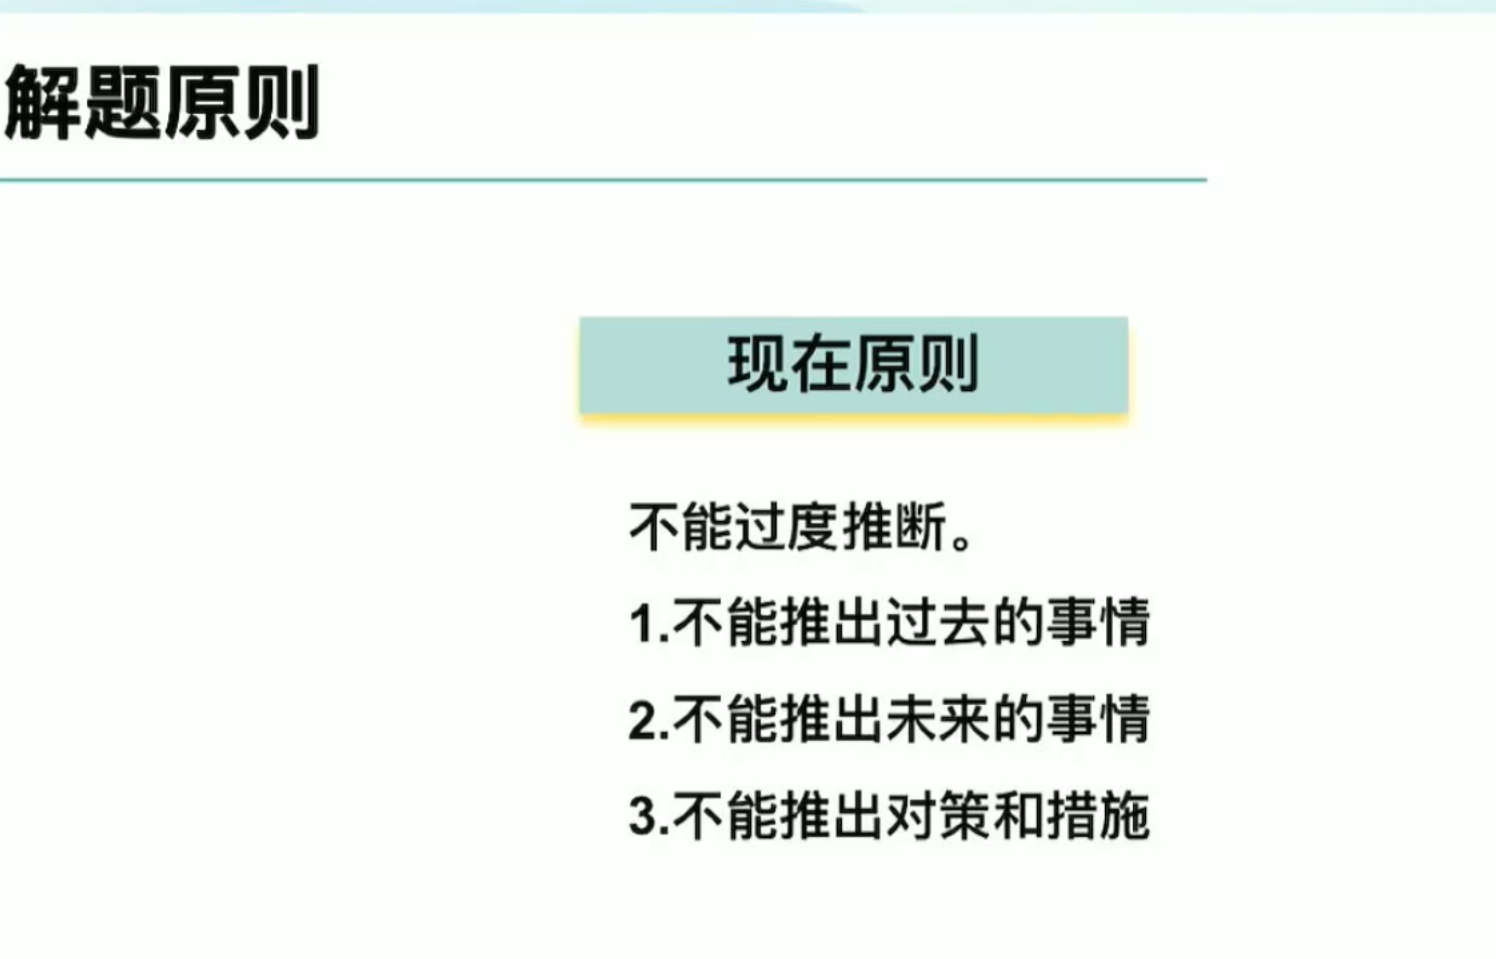 解题原则
现在原则
不能过度推断。
1.不能推出过去的事情
2.不能推出未来的事情
3.不能推出对策和措施